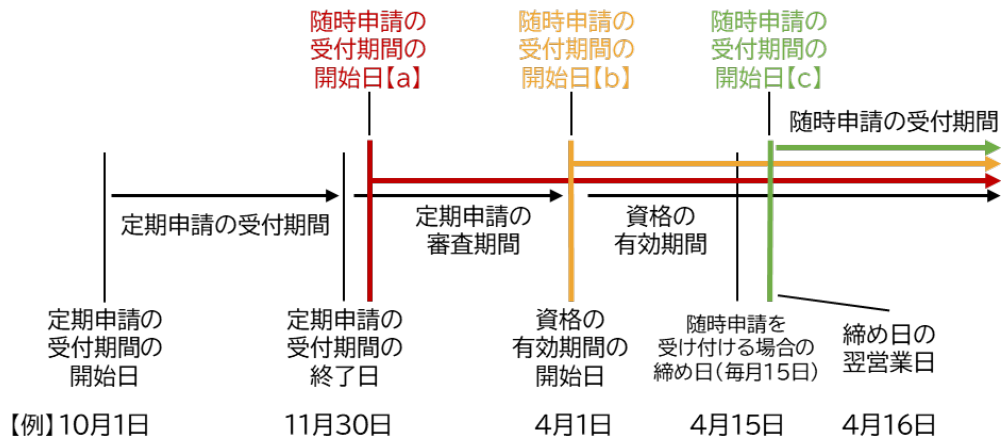 随時申請の
受付期間の
開始日【a】
随時申請の
受付期間の
開始日【b】
随時申請の
受付期間の
開始日【c】
随時申請の受付期間
定期申請の受付期間
定期申請の
審査期間
資格の
有効期間
定期申請の
受付期間の
開始日
定期申請の
受付期間の
終了日
資格の
有効期間の
開始日
随時申請を
受け付ける場合の
締め日(毎月15日)
締め日の
翌営業日
【例】10月1日 11月30日 4月1日 4月15日 4月16日